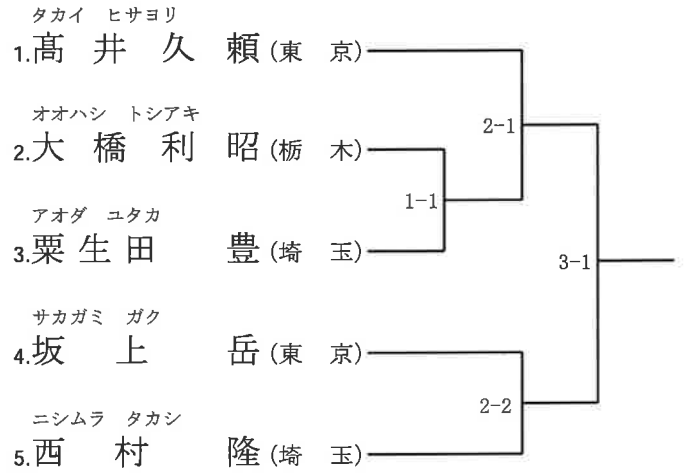 タカイ ヒサヨリ
1.髙井久頼(東京)
2-1
オオハシ トシアキ
2.大橋利昭(栃木)
1-1
アオダ ユタカ
3.粟生田豊(埼玉)
3-1
サカガミ ガク
4.坂上岳(東京)
2-2
ニシムラ タカシ
5.西村隆(埼玉)